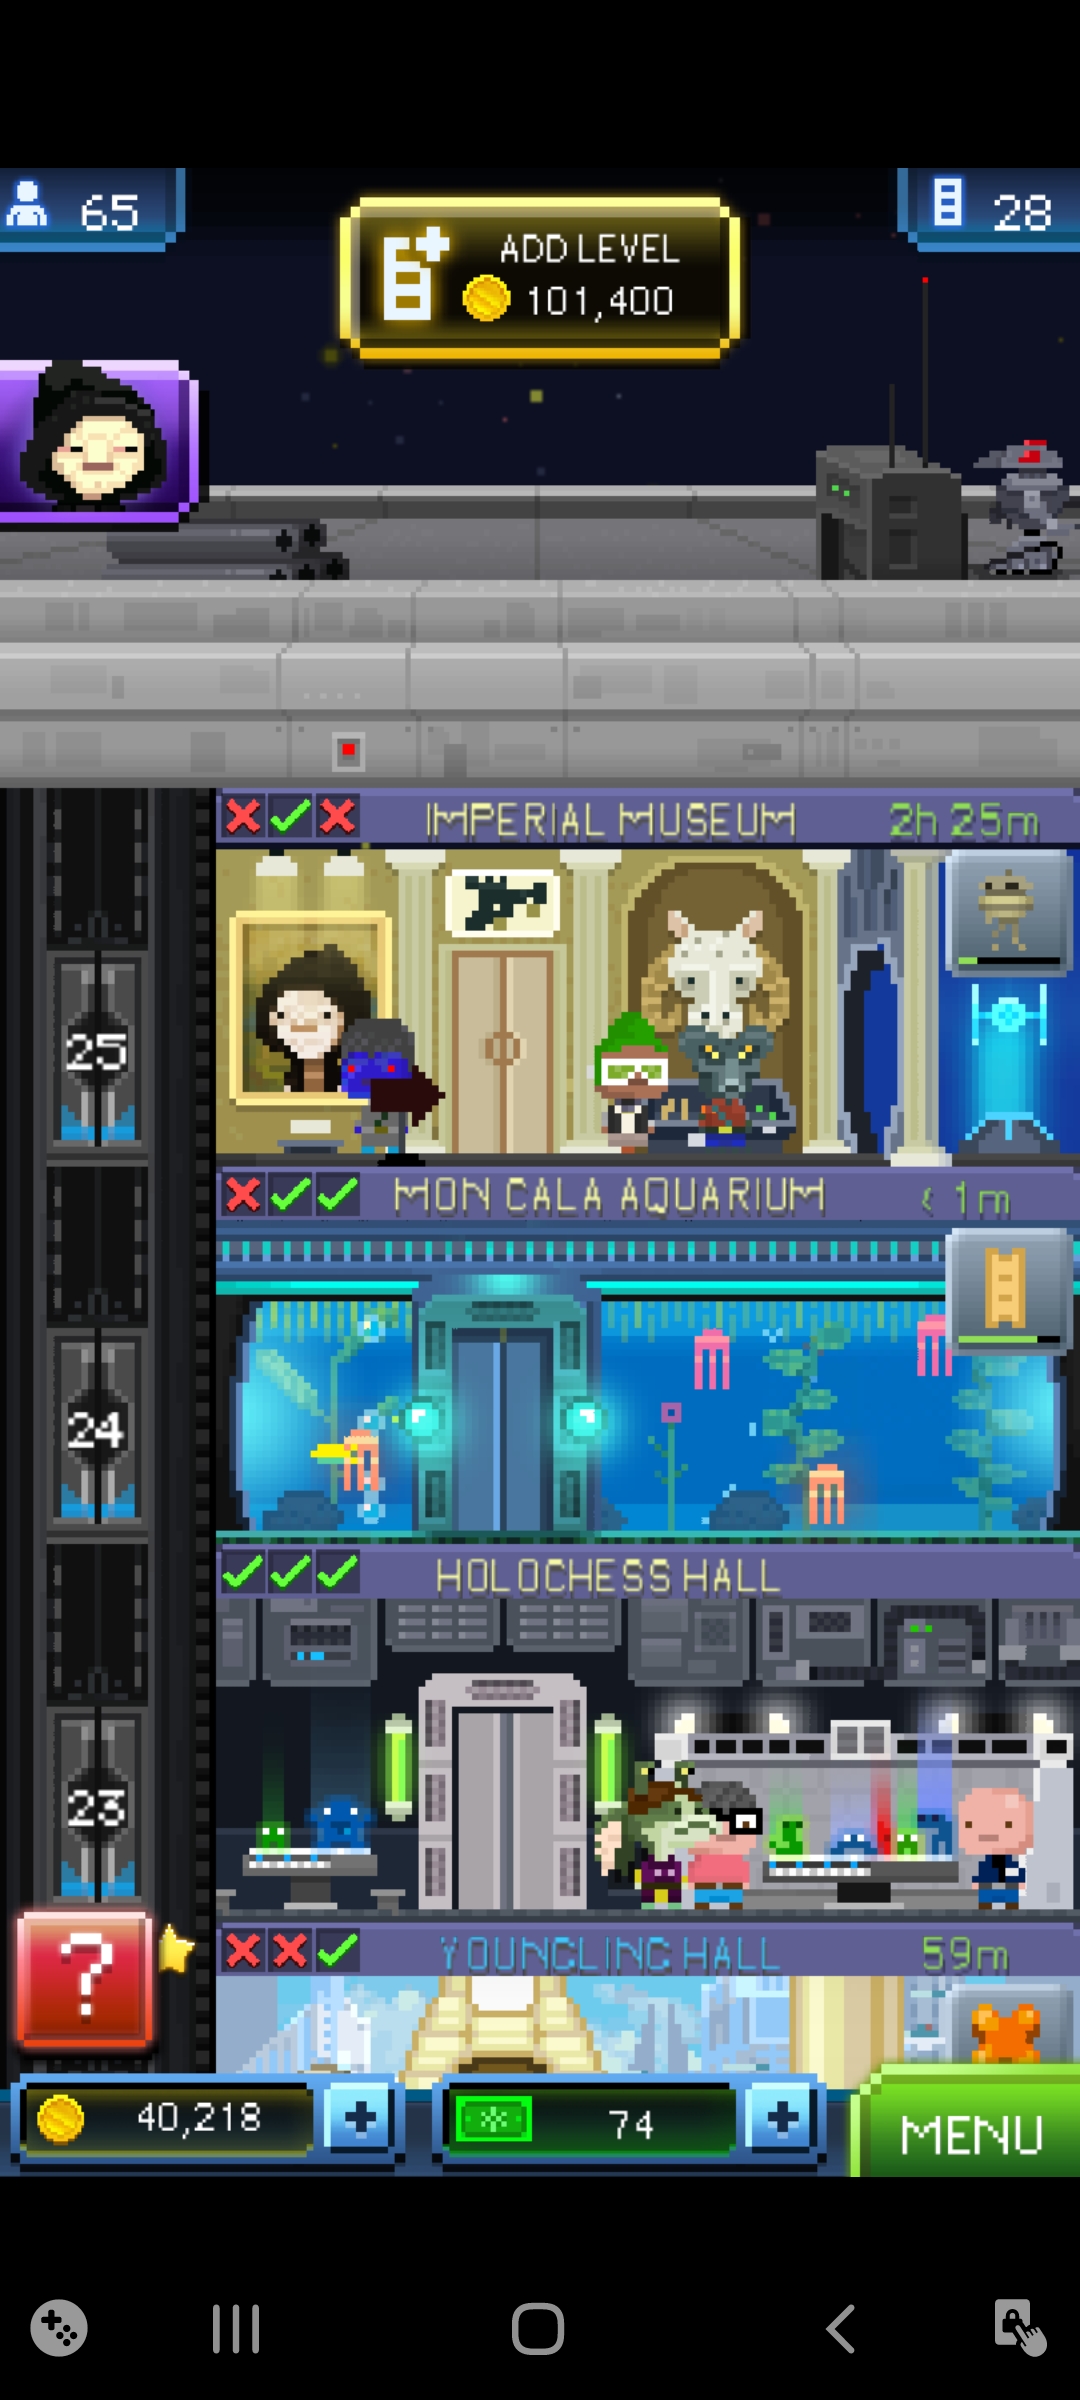 65
ADD LEVEL
101,400
28
IMPERIAL MUSEUM 2h 25m
25
MON CALA AQUARIUM < 1m
24
HOLOCHESS HALL
23
?
YOUNGLING HALL 59m
40,218 +
74 +
MENU